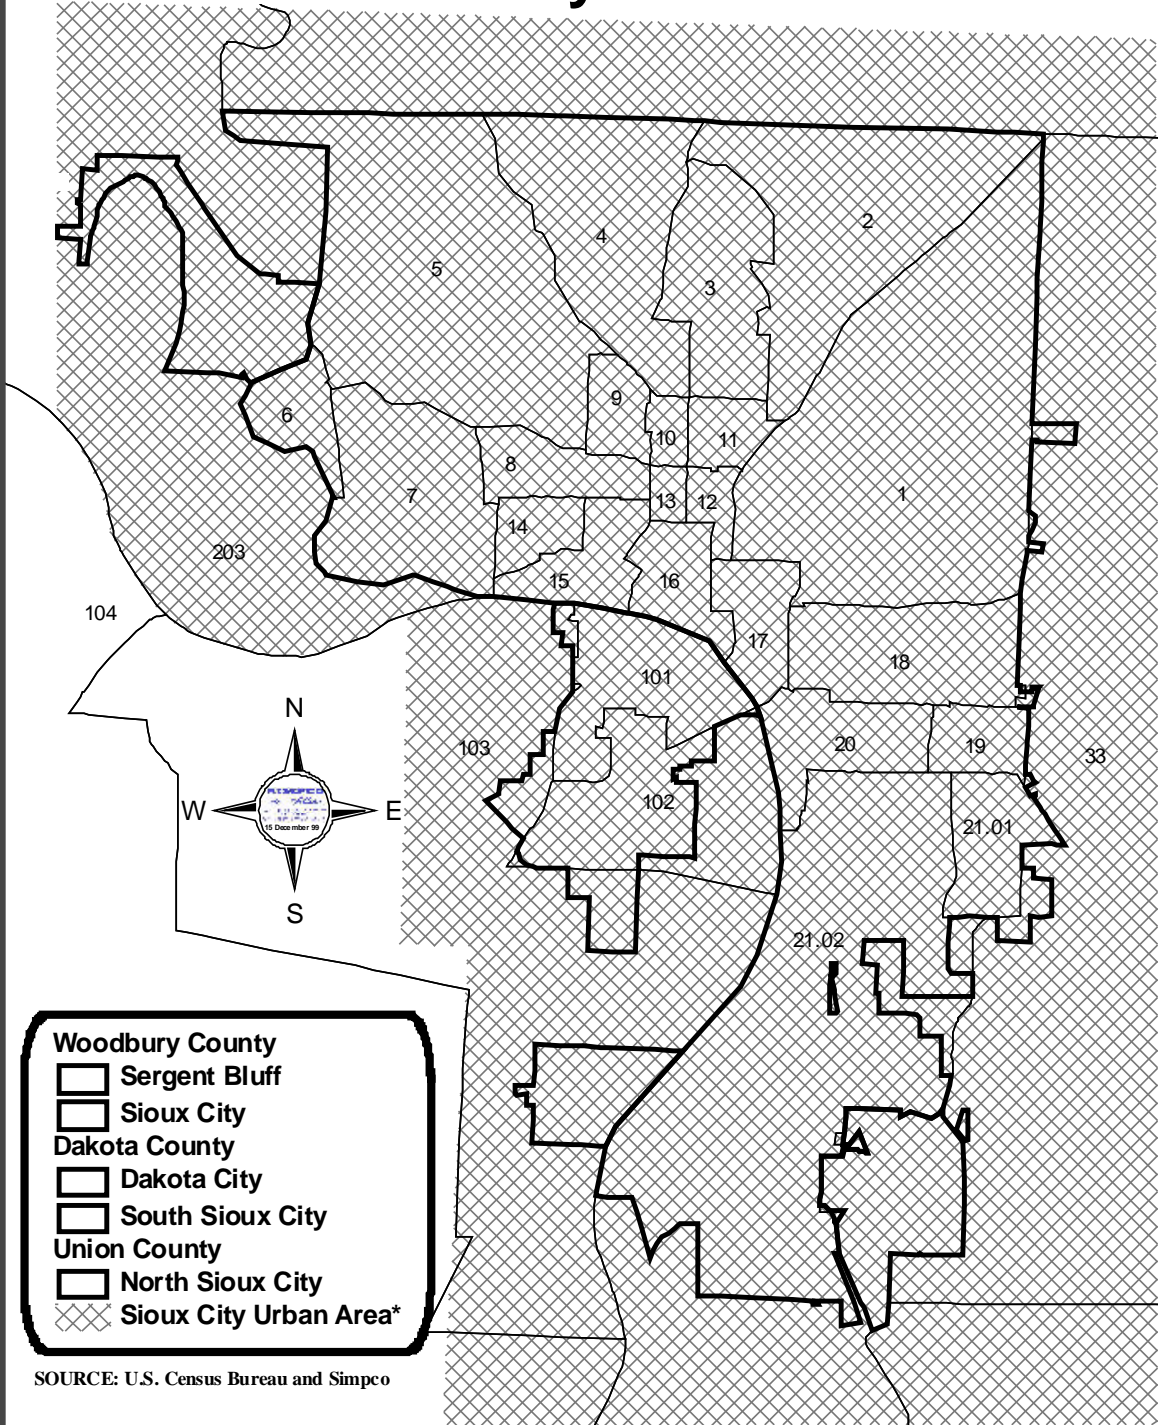 4
2
5
3
9
6
10
11
8
7
13
12
1
14
203
15
16
104
17
18
101
N
103
20
19
33
W
E
102
15 December 99
21.01
S
21.02
Woodbury County
Sergent Bluff
Sioux City
Dakota County
Dakota City
South Sioux City
Union County
North Sioux City
Sioux City Urban Area*
SOURCE: U.S. Census Bureau and Simpco